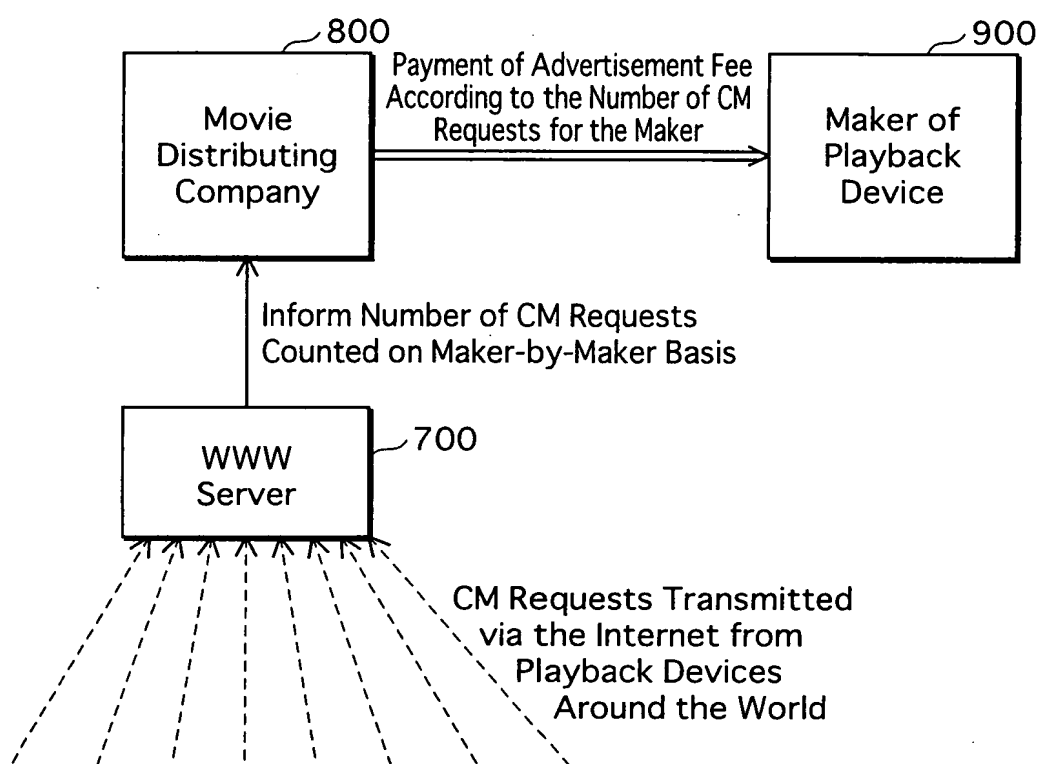 800
Movie
Distributing
Company
Payment of Advertisement Fee
According to the Number of CM
Requests for the Maker
900
Maker of
Playback
Device
Inform Number of CM Requests
Counted on Maker-by-Maker Basis
WWW
Server
700
CM Requests Transmitted
via the Internet from
Playback Devices
Around the World